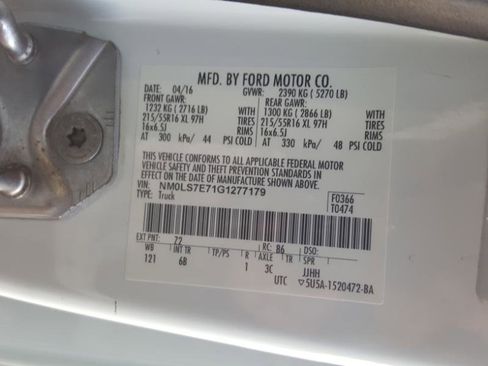 MFD. BY FORD MOTOR CO.
DATE: 04/16 GVWR: 2390 KG ( 5270 LB)
FRONT GAWR: REAR GAWR:
1232 KG ( 2716 LB) 1300 KG ( 2866 LB)
215/55R16 XL 97H TIRES 215/55R16 XL 97H
16x6.5J RIMS 16x6.5J
AT 300 kPa/ 44 PSI COLD AT 330 kPa/ 48 PSI COLD
THIS VEHICLE CONFORMS TO ALL APPLICABLE FEDERAL MOTOR
VEHICLE SAFETY AND THEFT PREVENTION STANDARDS IN
EFFECT ON THE DATE OF MANUFACTURE SHOWN ABOVE.
VIN: NM0LS7E71G1277179 F0366
TYPE: Truck T0474
EXT PNT: 72 RC: B6 DSO:
WB INT TR TP/PS R AXLE TR SPR
121 6B 1 3C JJHH
UTC ▽5U5A-1520472-BA